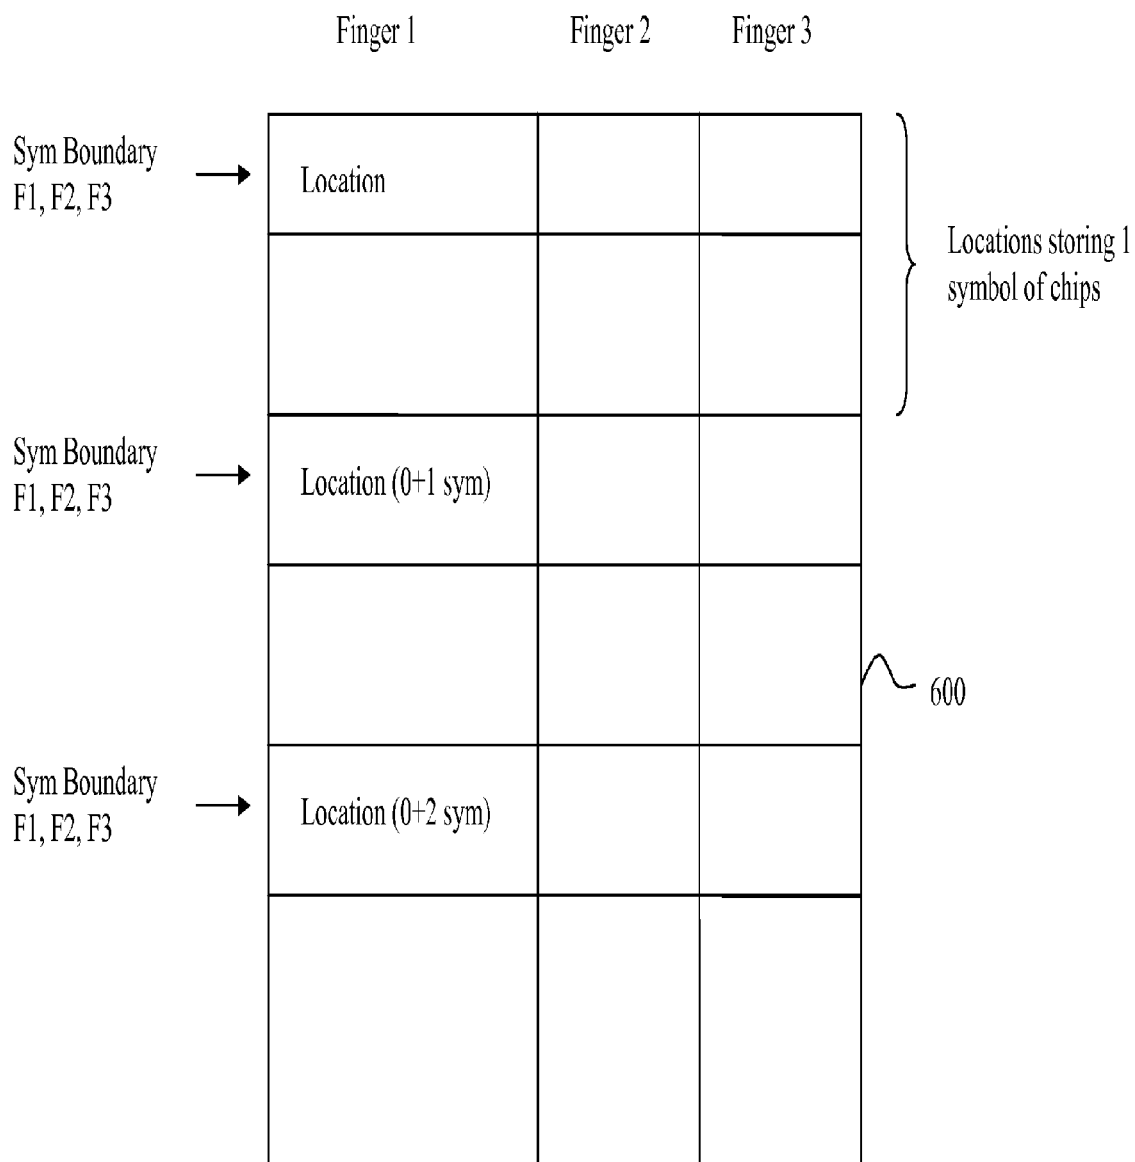 Finger 1 Finger 2 Finger 3
Sym Boundary
F1, F2, F3
Location
Locations storing 1
symbol of chips
Sym Boundary
F1, F2, F3
Location (0+1 sym)
600
Sym Boundary
F1, F2, F3
Location (0+2 sym)